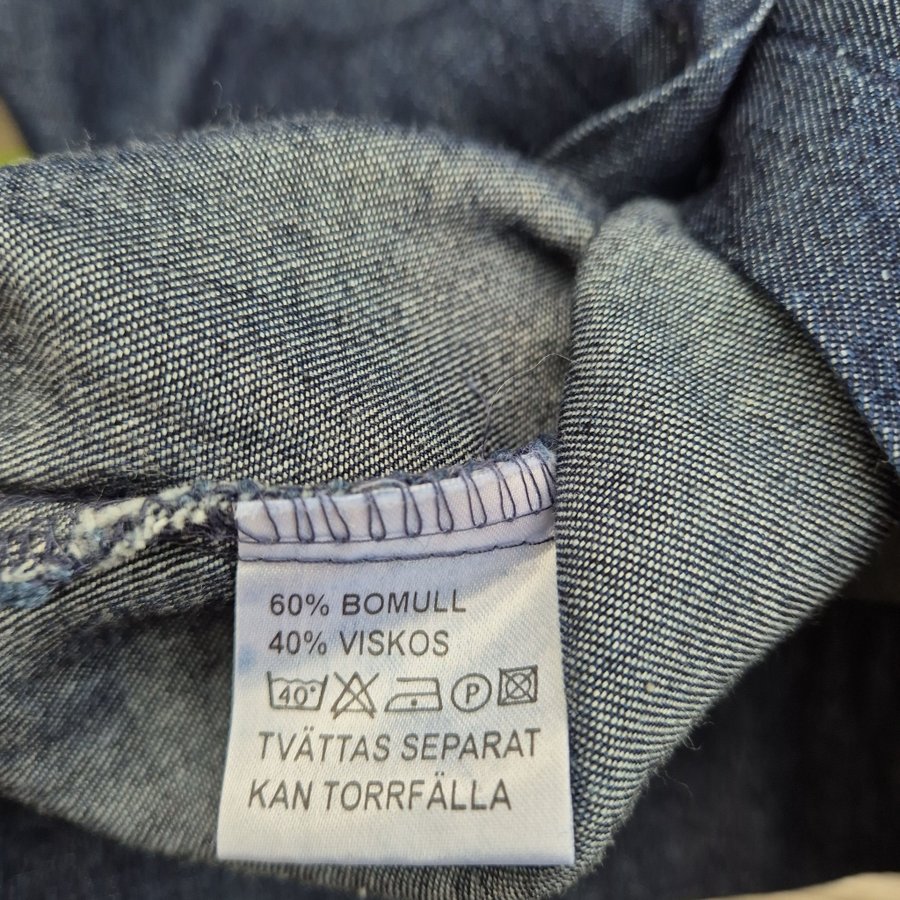 60% BOMULL
40% VISKOS
40° P
TVÄTTAS SEPARAT
KAN TORRFÄLLA